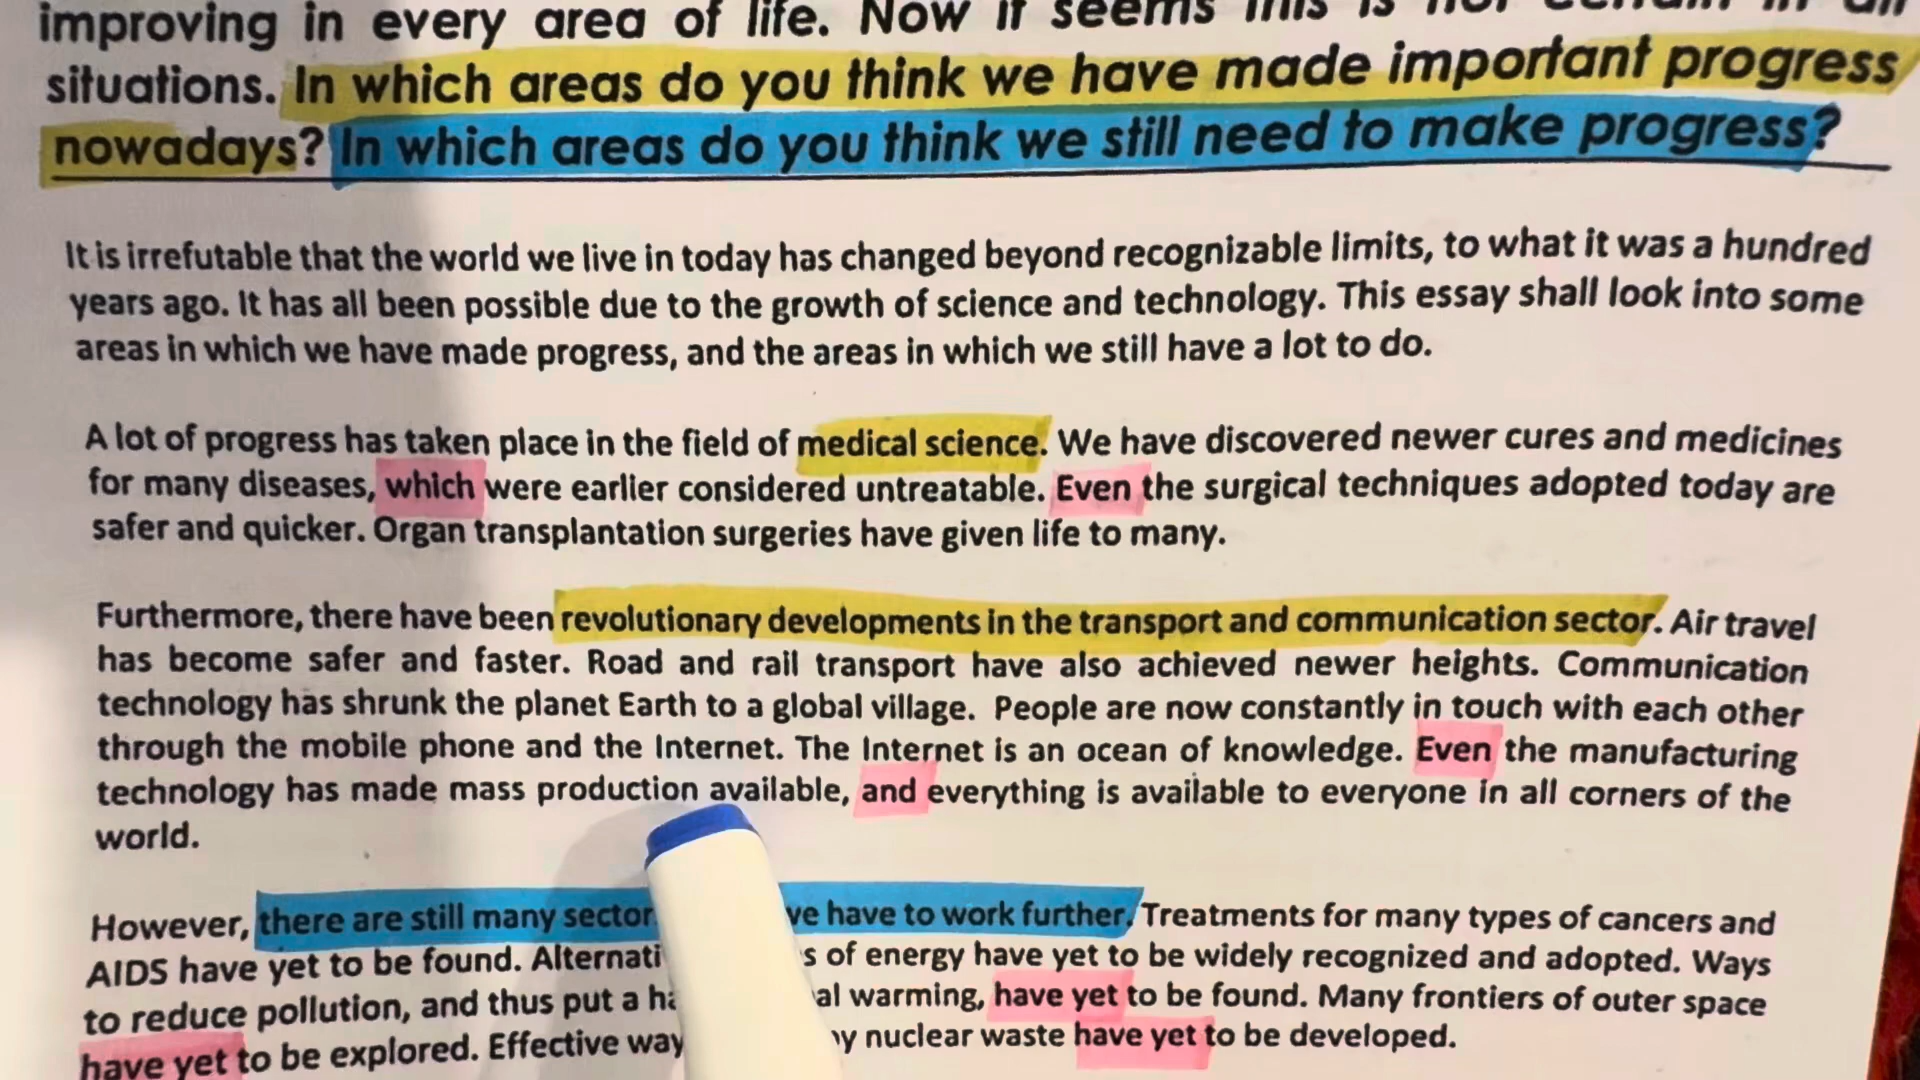 improving in every area of life. Now it seems this is not certain in all
situations. In which areas do you think we have made important progress
nowadays? In which areas do you think we still need to make progress?
It is irrefutable that the world we live in today has changed beyond recognizable limits, to what it was a hundred
years ago. It has all been possible due to the growth of science and technology. This essay shall look into some
areas in which we have made progress, and the areas in which we still have a lot to do.
A lot of progress has taken place in the field of medical science. We have discovered newer cures and medicines
for many diseases, which were earlier considered untreatable. Even the surgical techniques adopted today are
safer and quicker. Organ transplantation surgeries have given life to many.
Furthermore, there have been revolutionary developments in the transport and communication sector. Air travel
has become safer and faster. Road and rail transport have also achieved newer heights. Communication
technology has shrunk the planet Earth to a global village. People are now constantly in touch with each other
through the mobile phone and the Internet. The Internet is an ocean of knowledge. Even the manufacturing
technology has made mass production available, and everything is available to everyone in all corners of the
world.
However, there are still many have to work further. Treatments for many types of cancers and
AIDS have yet to be found. of energy have yet to be widely recognized and adopted. Ways
to reduce pollution, and thus put a warming, have yet to be found. Many frontiers of outer space
have yet to be explored. Effective nuclear waste have yet to be developed.